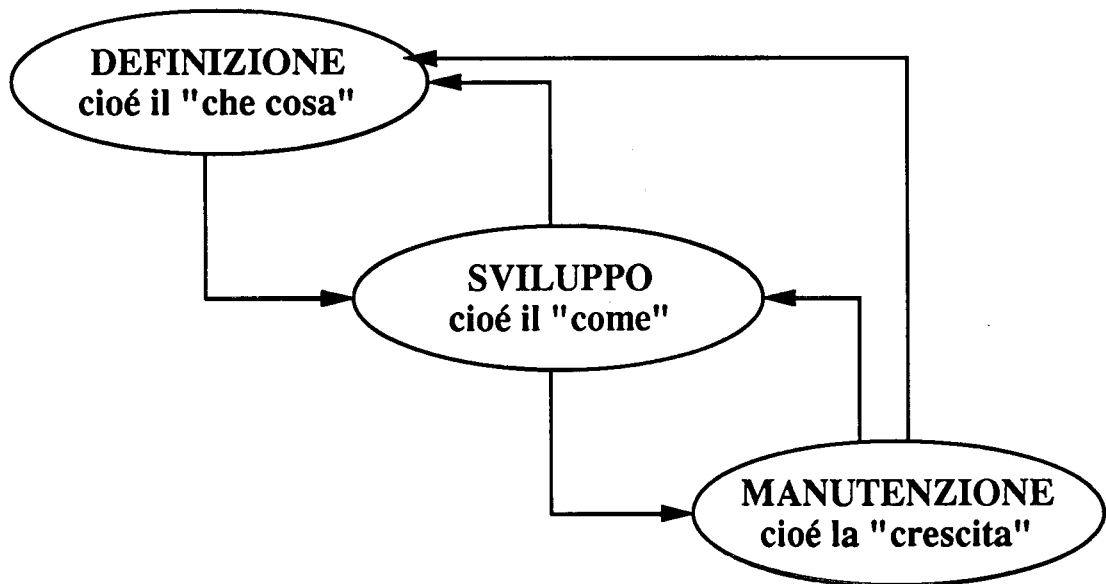 DEFINIZIONE
cioé il "che cosa"
SVILUPPO
cioé il "come"
MANUTENZIONE
cioé la "crescita"